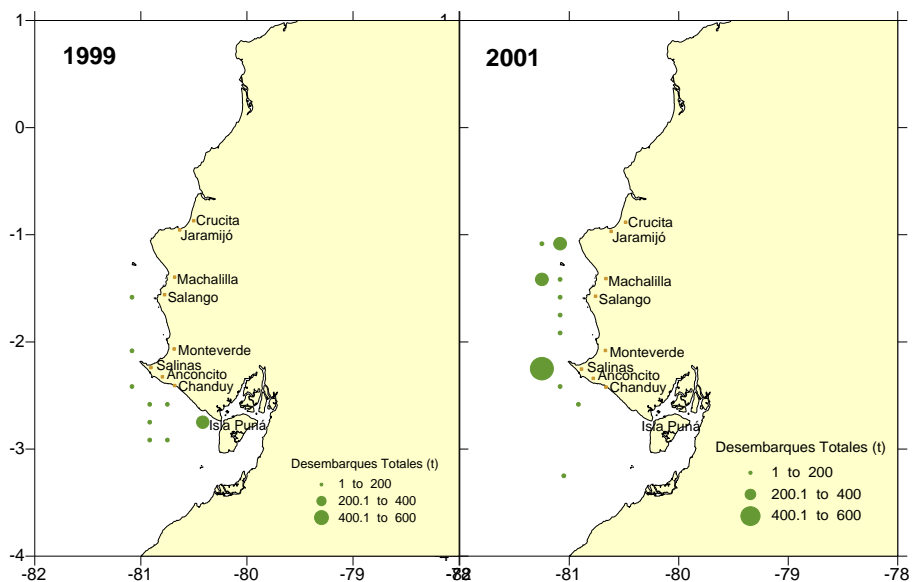 1999
2001
1
0
-1
-2
-3
-4
Crucita
Jaramijó
Machalilla
Salango
Monteverde
Salinas
Anconcito
Chanduy
Isla Puná
Desembarques Totales (t)
1 to 200
200.1 to 400
400.1 to 600
-82
-81
-80
-79
Crucita
Jaramijó
Machalilla
Salango
Monteverde
Salinas
Anconcito
Chanduy
Isla Puná
Desembarques Totales (t)
1 to 200
200.1 to 400
400.1 to 600
-81
-80
-79
-78